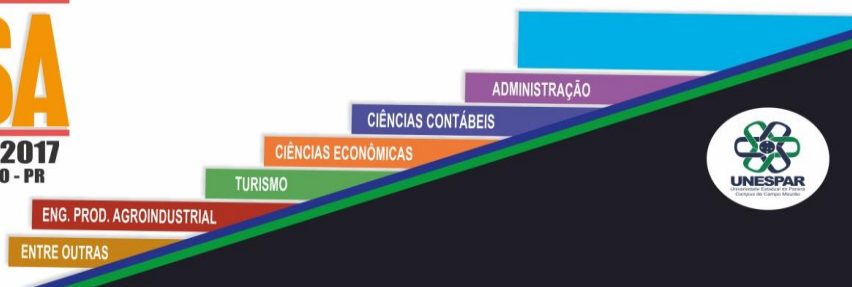 SA
2017
O - PR
ADMINISTRAÇÃO
CIÊNCIAS CONTÁBEIS
CIÊNCIAS ECONÔMICAS
TURISMO
ENG. PROD. AGROINDUSTRIAL
ENTRE OUTRAS
UNESPAR
Universidade Estadual do Paraná
Campus de Campo Mourão